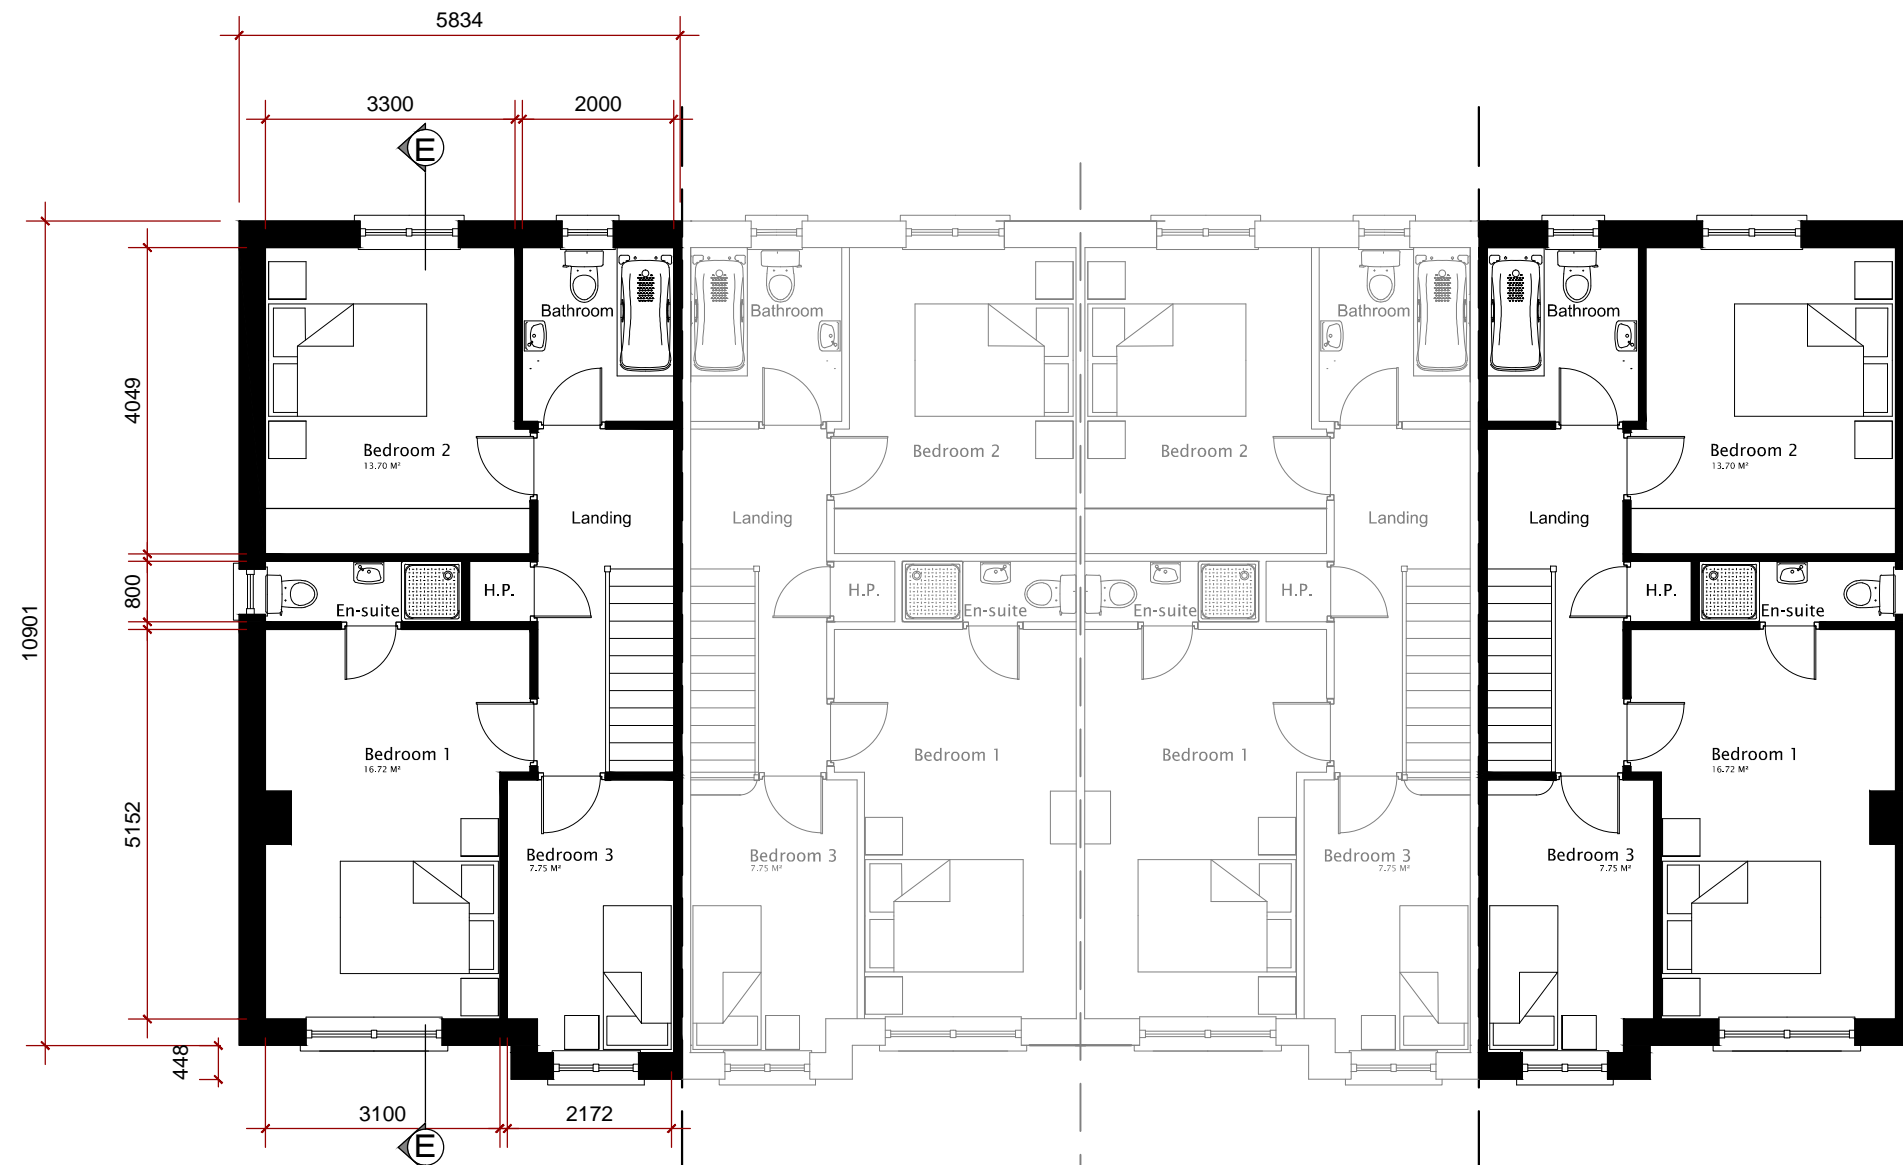 5834
3300
2000
E
Bathroom
Bathroom
Bathroom
Bathroom
4049
Bedroom 2
13.70 M²
Bedroom 2
Bedroom 2
Bedroom 2
13.70 M²
Landing
Landing
Landing
Landing
800
H.P.
H.P.
H.P.
H.P.
En-suite
En-suite
En-suite
En-suite
10901
Bedroom 1
16.72 M²
Bedroom 1
Bedroom 1
Bedroom 1
16.72 M²
5152
Bedroom 3
7.75 M²
Bedroom 3
7.75 M²
Bedroom 3
7.75 M²
Bedroom 3
7.75 M²
448
3100
2172
E